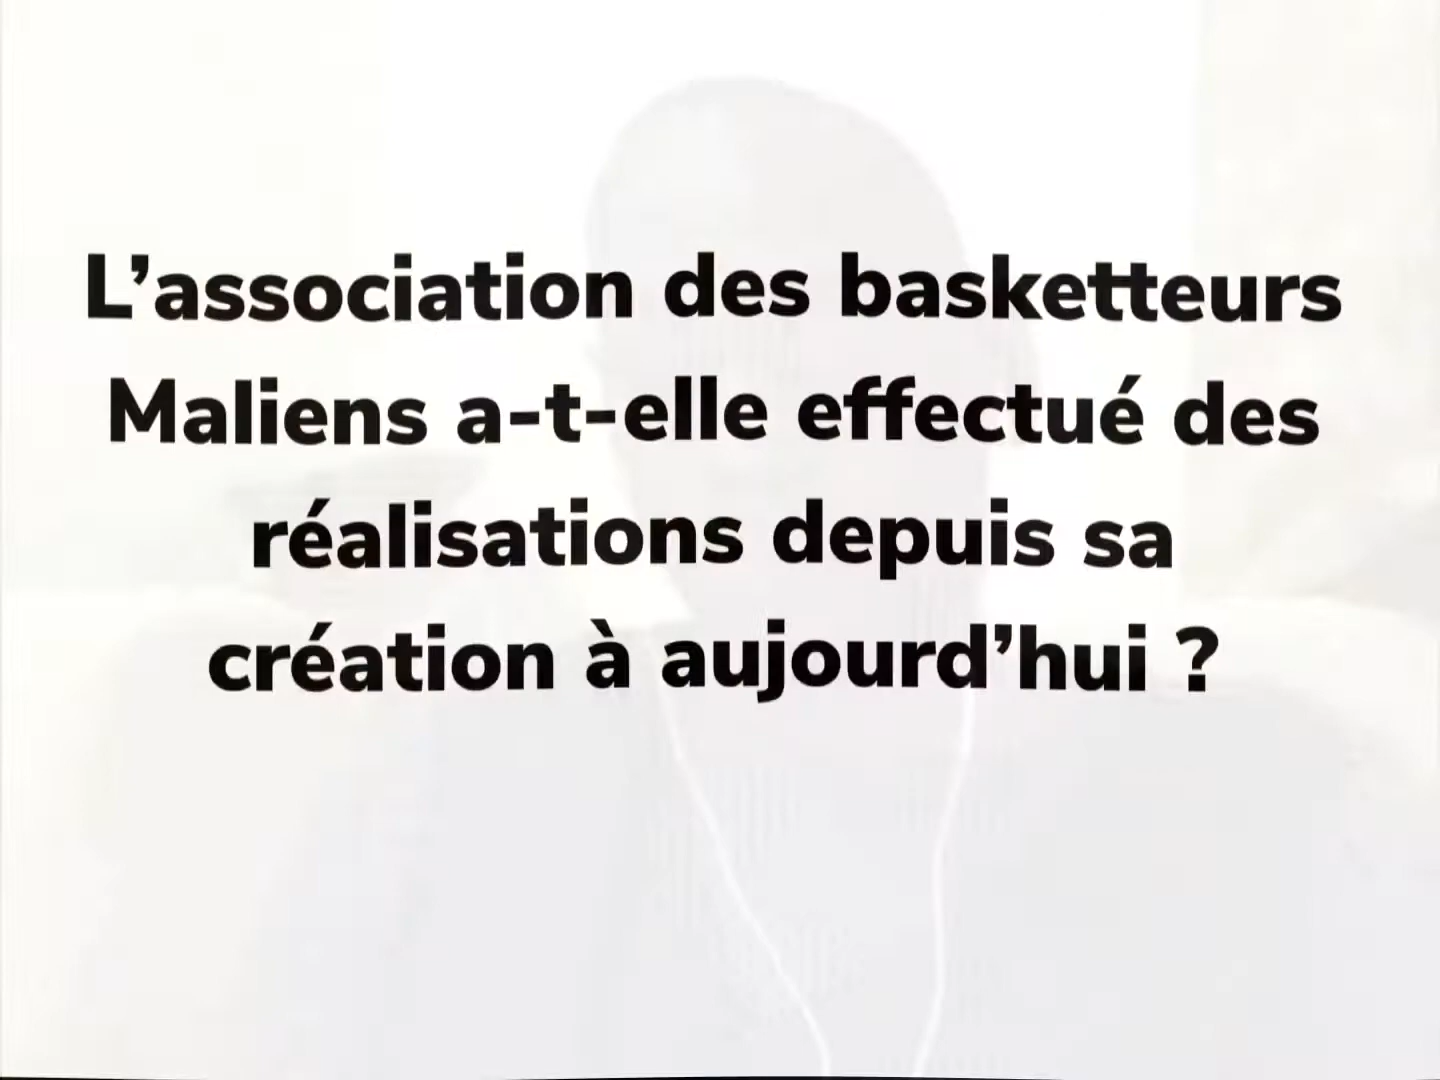 L’association des basketteurs
Maliens a-t-elle effectué des
réalisations depuis sa
création à aujourd’hui ?